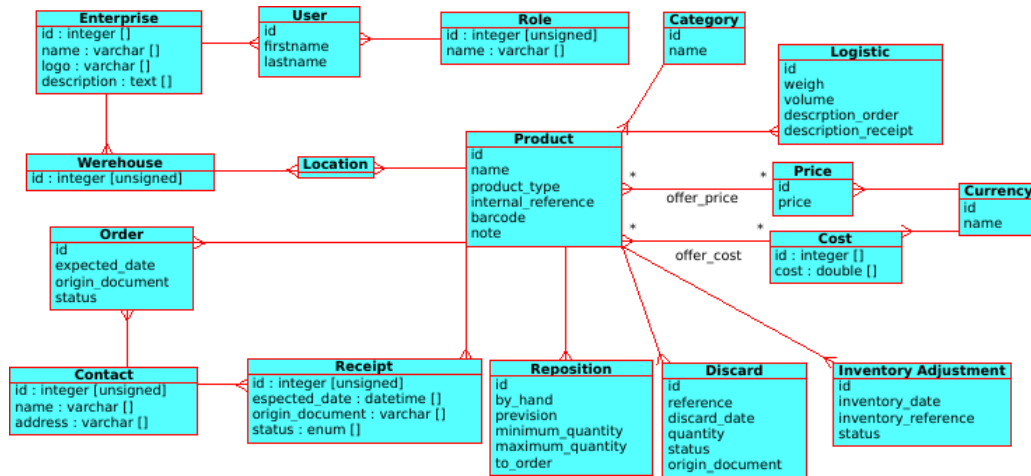 Enterprise
id : integer []
name : varchar []
logo : varchar []
description : text []
User
id
firstname
lastname
Role
id : integer [unsigned]
name : varchar []
Category
id
name
Logistic
id
weigh
volume
descrption_order
description_receipt
Werehouse
id : integer [unsigned]
Location
Product
id
name
product_type
internal_reference
barcode
note
* *
offer_price
Price
id
price
Currency
id
name
* *
offer_cost
Cost
id : integer []
cost : double []
Order
id
expected_date
origin_document
status
Contact
id : integer [unsigned]
name : varchar []
address : varchar []
Receipt
id : integer [unsigned]
espected_date : datetime []
origin_document : varchar []
status : enum []
Reposition
id
by_hand
prevision
minimum_quantity
maximum_quantity
to_order
Discard
id
reference
discard_date
quantity
status
origin_document
Inventory Adjustment
id
inventory_date
inventory_reference
status